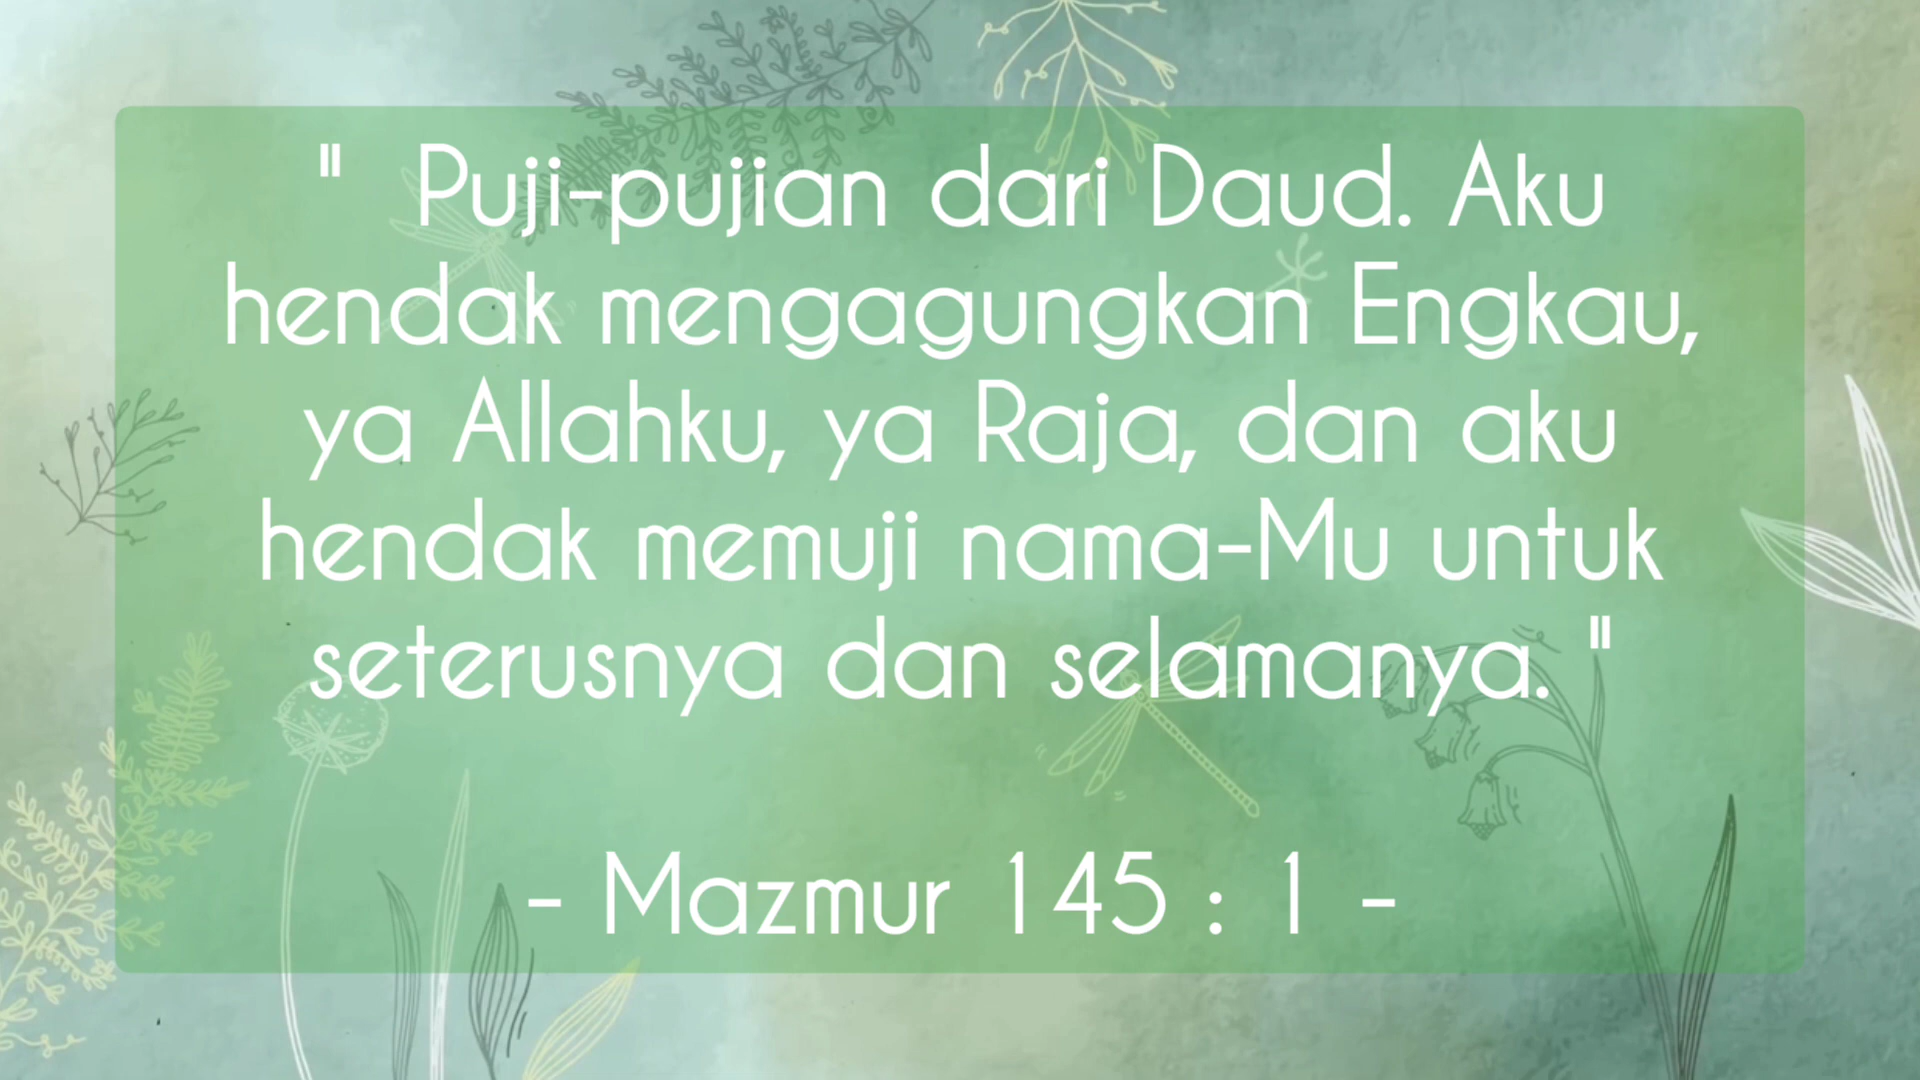 " Puji-pujian dari Daud. Aku
hendak mengagungkan Engkau,
ya Allahku, ya Raja, dan aku
hendak memuji nama-Mu untuk
seterusnya dan selamanya. "
- Mazmur 145 : 1 -